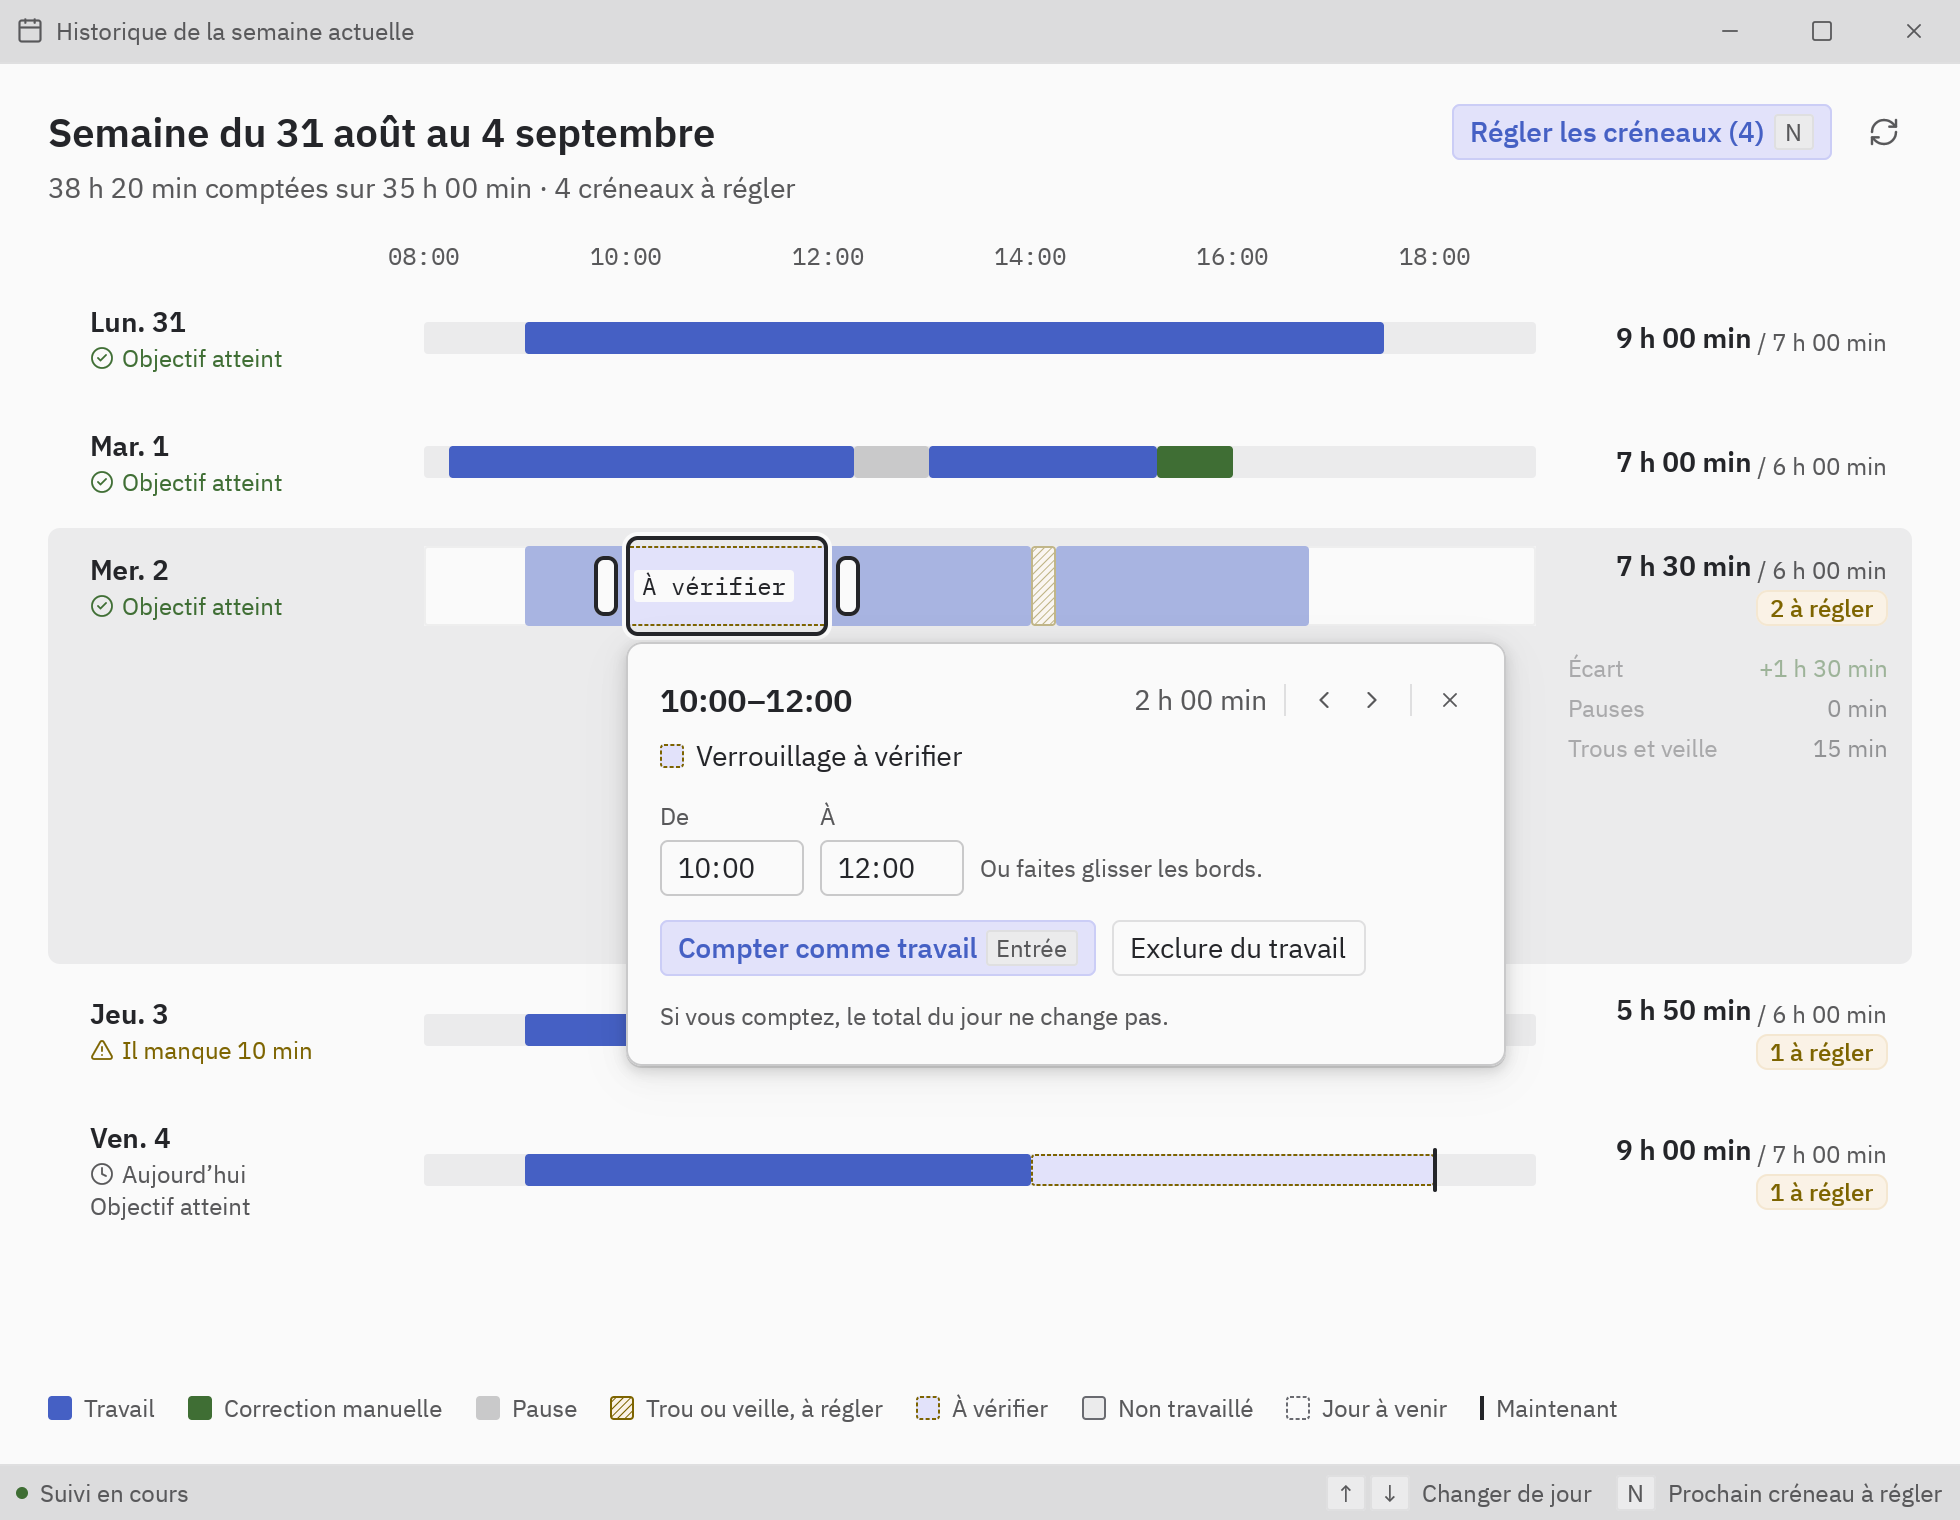 Historique de la semaine actuelle
Semaine du 31 août au 4 septembre
Régler les créneaux (4) N
38 h 20 min comptées sur 35 h 00 min · 4 créneaux à régler
08:00 10:00 12:00 14:00 16:00 18:00
Lun. 31
Objectif atteint
9 h 00 min / 7 h 00 min
Mar. 1
Objectif atteint
7 h 00 min / 6 h 00 min
Mer. 2
Objectif atteint
À vérifier
7 h 30 min / 6 h 00 min
2 à régler
Écart +1 h 30 min
Pauses 0 min
Trous et veille 15 min
10:00–12:00 2 h 00 min
Verrouillage à vérifier
De À
10:00 12:00 Ou faites glisser les bords.
Compter comme travail Entrée Exclure du travail
Si vous comptez, le total du jour ne change pas.
Jeu. 3
Il manque 10 min
5 h 50 min / 6 h 00 min
1 à régler
Ven. 4
Aujourd’hui
Objectif atteint
9 h 00 min / 7 h 00 min
1 à régler
Travail Correction manuelle Pause Trou ou veille, à régler À vérifier Non travaillé Jour à venir Maintenant
Suivi en cours ↑ ↓ Changer de jour N Prochain créneau à régler